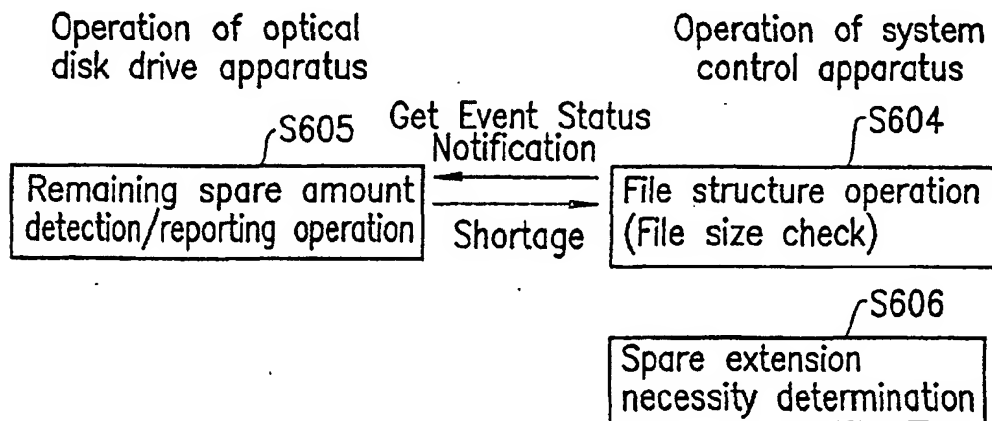 Operation of optical
disk drive apparatus
Operation of system
control apparatus
S605
Get Event Status
Notification
S604
Remaining spare amount
detection/reporting operation
Shortage
File structure operation
(File size check)
S606
Spare extension
necessity determination